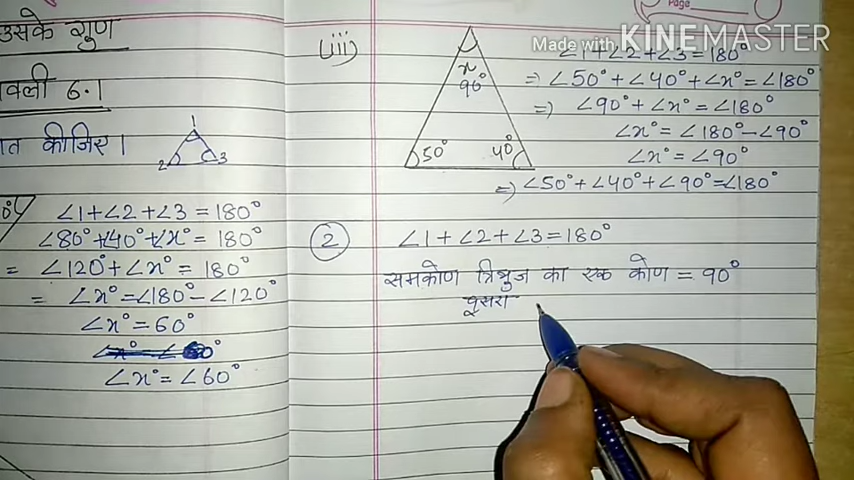 उसके गुण
6.1
कीजिए।
1
2 3
∠1+∠2+∠3=180°
∠80°+∠40°+∠x°=180°
=∠120°+∠x°=180°
=∠x°=∠180°-∠120°
∠x°=60°
∠x°=∠60°
Page
Made with KINEMASTER
(iii)
x
90°
50° 40°
∠1+∠2+∠3=180°
⇒∠50°+∠40°+∠x°=∠180°
⇒∠90°+∠x°=∠180°
∠x°=∠180°-∠90°
∠x°=∠90°
⇒∠50°+∠40°+∠90°=∠180°
② ∠1+∠2+∠3=180°
समकोण त्रिभुज का एक कोण = 90°
दूसरा